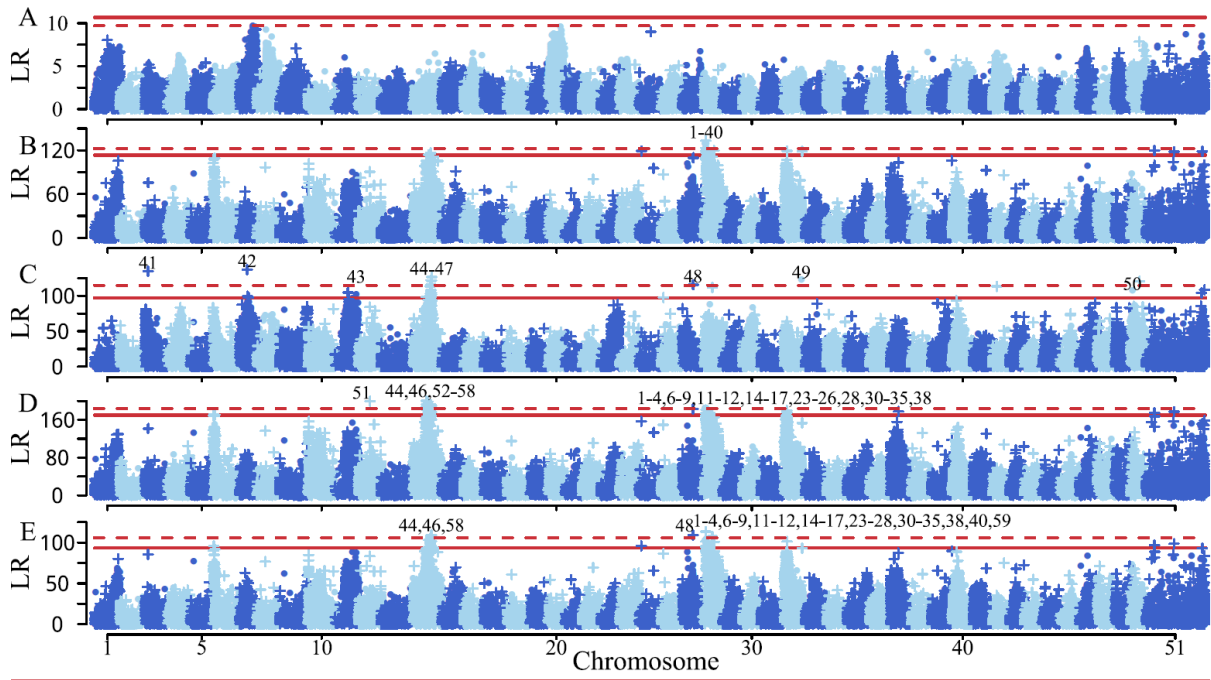 A
LR
10
5
0
B
LR
120
60
0
1-40
C
LR
100
50
0
41
42
43
44-47
48
49
50
D
LR
160
80
0
51
44,46,52-58
1-4,6-9,11-12,14-17,23-26,28,30-35,38
E
LR
100
50
0
44,46,58
48
1-4,6-9,11-12,14-17,23-28,30-35,38,40,59
1 5 10 20 30 40 51
Chromosome